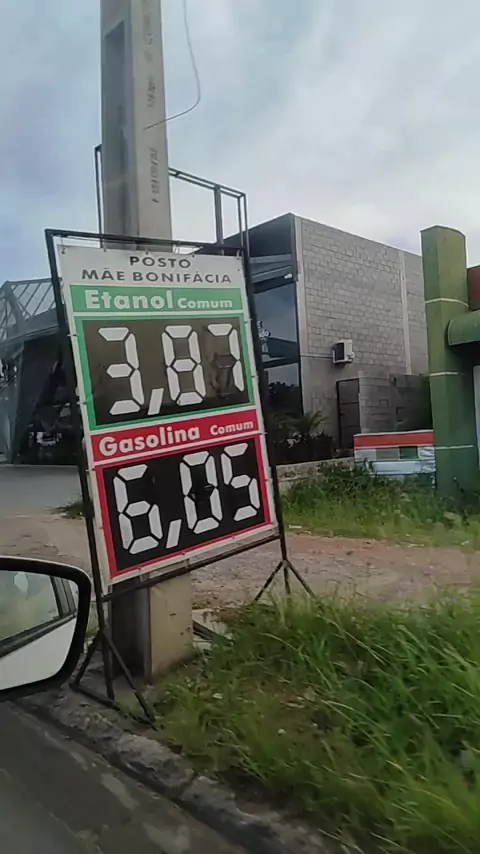 POSTO
MÃE BONIFÁCIA
Etanol Comum
3,87
Gasolina Comum
6,05